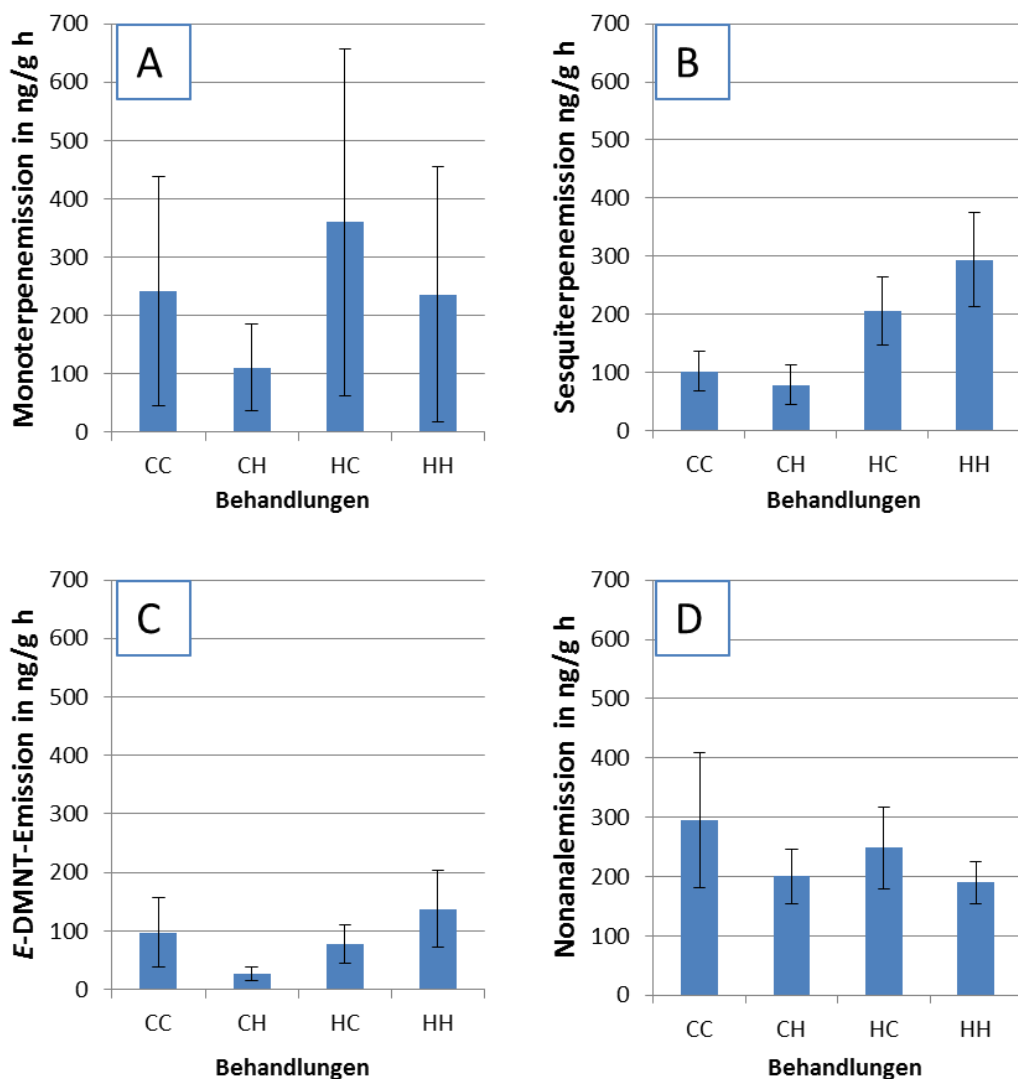 A
Monoterpenemission in ng/g h
700
600
500
400
300
200
100
0
CC CH HC HH
Behandlungen
B
Sesquiterpenemission ng/g h
700
600
500
400
300
200
100
0
CC CH HC HH
Behandlungen
C
E-DMNT-Emission in ng/g h
700
600
500
400
300
200
100
0
CC CH HC HH
Behandlungen
D
Nonanalemission in ng/g h
700
600
500
400
300
200
100
0
CC CH HC HH
Behandlungen